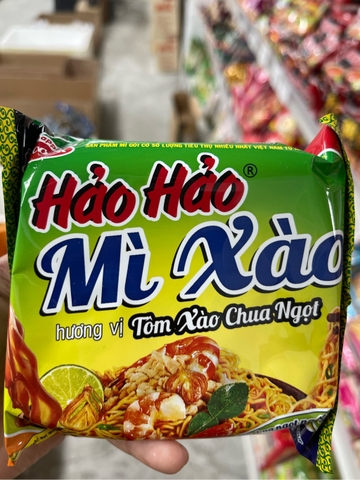 SẢN PHẨM MÌ GÓI CÓ SỐ LƯỢNG TIÊU THỤ NHIỀU NHẤT VIỆT NAM
Hảo Hảo®
Mì Xào
hương vị Tôm Xào Chua Ngọt